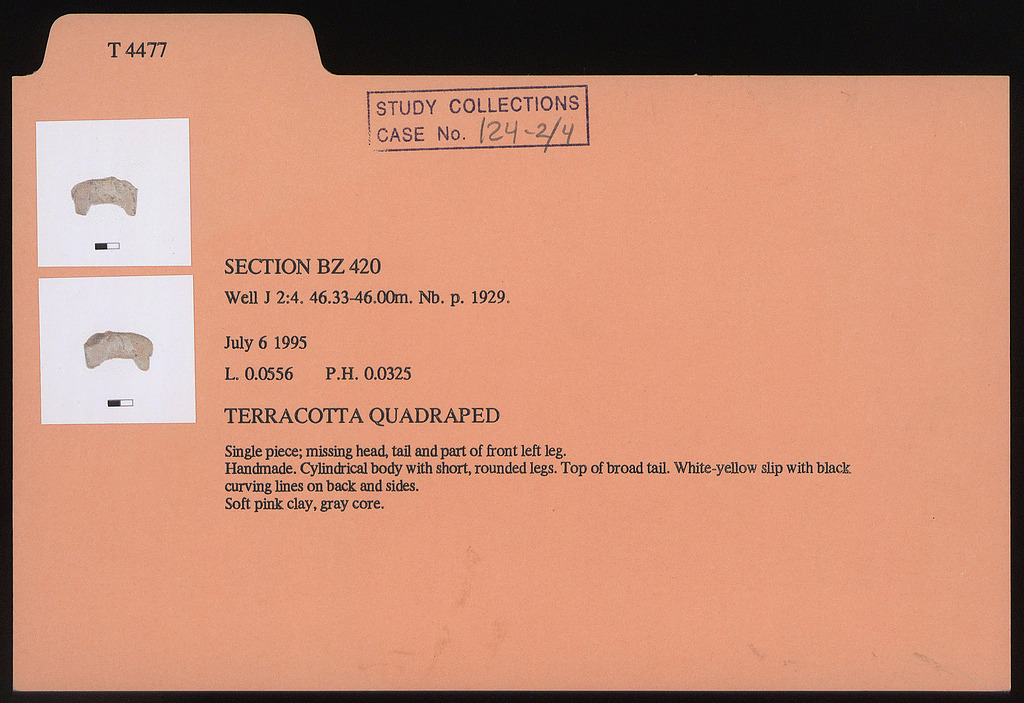 T 4477
STUDY COLLECTIONS
CASE No. 124-2/4
SECTION BZ 420
Well J 2:4. 46.33-46.00m. Nb. p. 1929.
July 6 1995
L. 0.0556 P.H. 0.0325
TERRACOTTA QUADRAPED
Single piece; missing head, tail and part of front left leg.
Handmade. Cylindrical body with short, rounded legs. Top of broad tail. White-yellow slip with black
curving lines on back and sides.
Soft pink clay, gray core.